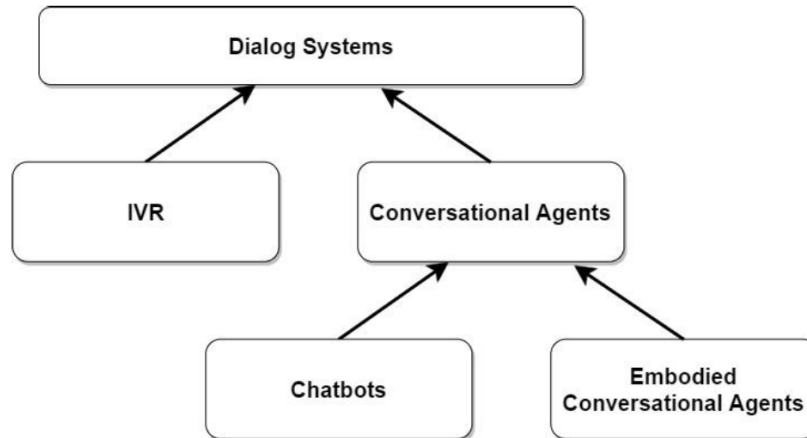 Dialog Systems
IVR
Conversational Agents
Chatbots
Embodied
Conversational Agents